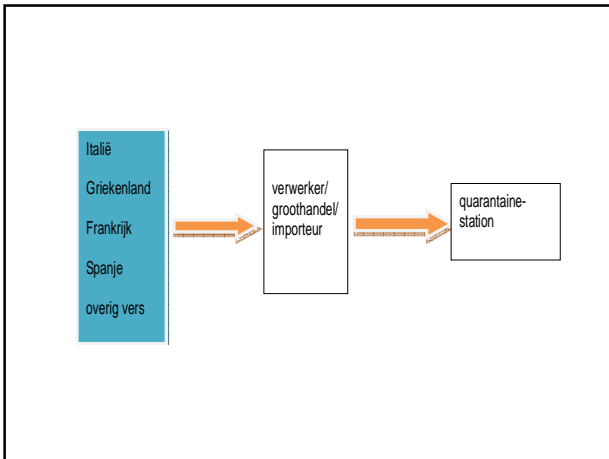 Italië
Griekenland
Frankrijk
Spanje
overig vers
verwerker/
groothandel/
importeur
quarantaine-
station